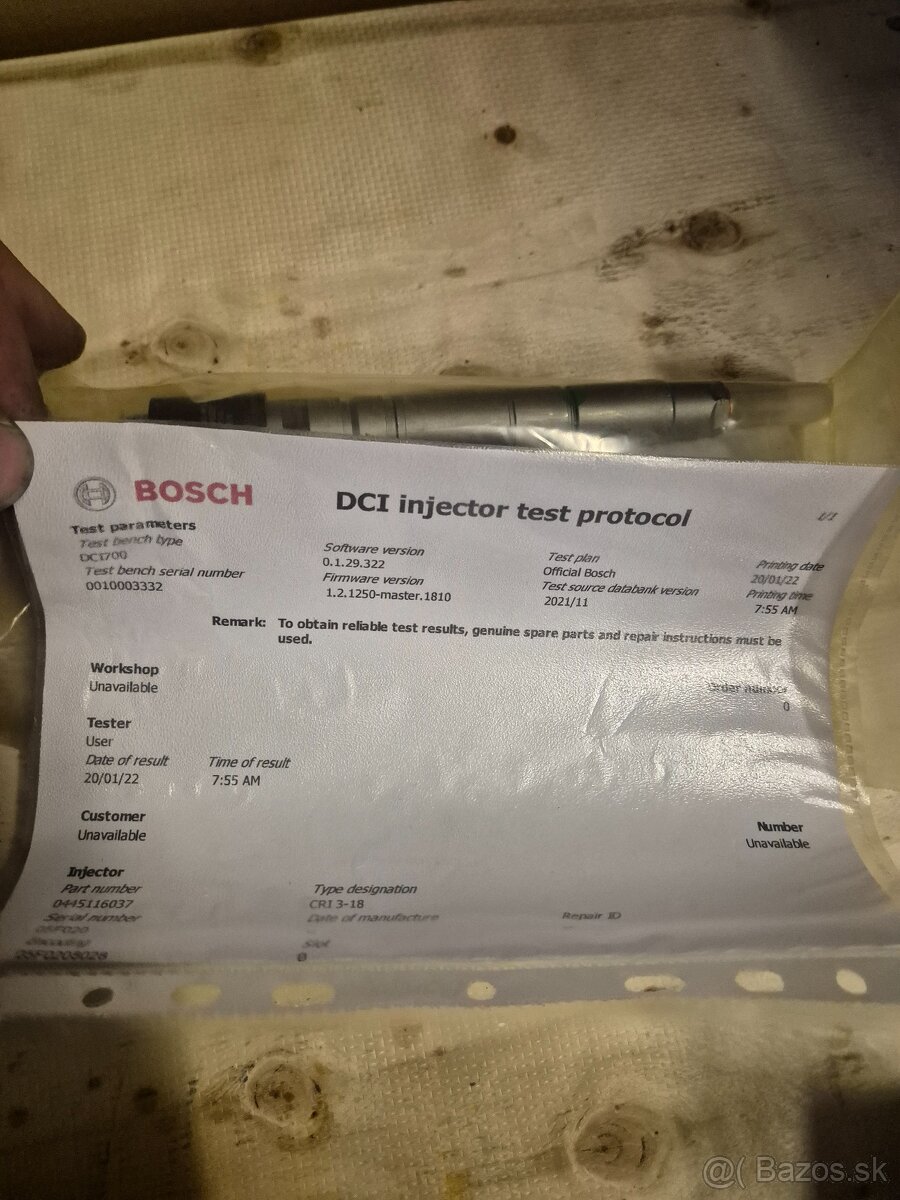 BOSCH
DCI injector test protocol
1/1
Test parameters
Test bench type
DCI700
Test bench serial number
0010003332
Software version
0.1.29.322
Firmware version
1.2.1250-master.1810
Test plan
Official Bosch
Test source databank version
2021/11
Printing date
20/01/22
Printing time
7:55 AM
Remark: To obtain reliable test results, genuine spare parts and repair instructions must be
used.
Workshop
Unavailable
Order number
0
Tester
User
Date of result Time of result
20/01/22 7:55 AM
Customer
Unavailable
Number
Unavailable
Injector
Part number
0445116037
Serial number
05F020
Type designation
CRI 3-18
Date of manufacture
Repair ID
Slot
0
@( Bazos.sk